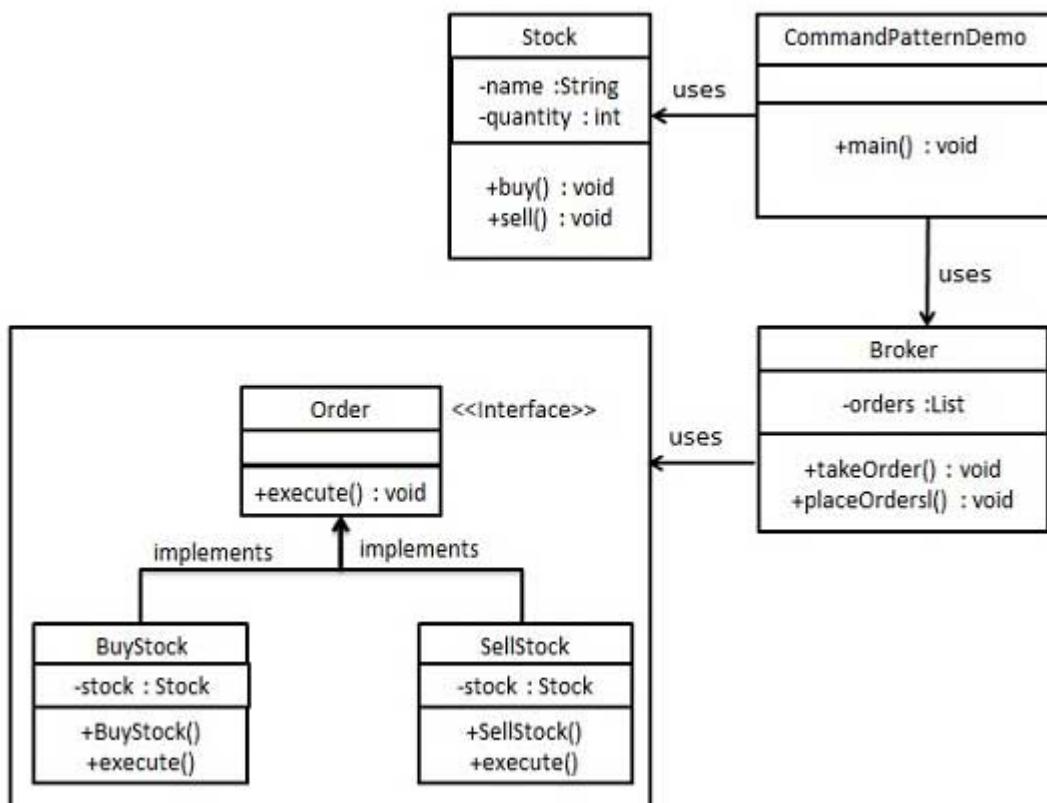 Stock
-name :String
-quantity : int
+buy() : void
+sell() : void
uses
CommandPatternDemo
+main() : void
uses
Broker
-orders :List
+takeOrder() : void
+placeOrdersl() : void
uses
Order
<<Interface>>
+execute() : void
implements
implements
BuyStock
-stock : Stock
+BuyStock()
+execute()
SellStock
-stock : Stock
+SellStock()
+execute()